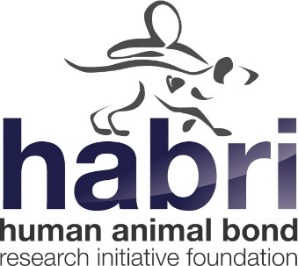 habri
human animal bond
research initiative foundation